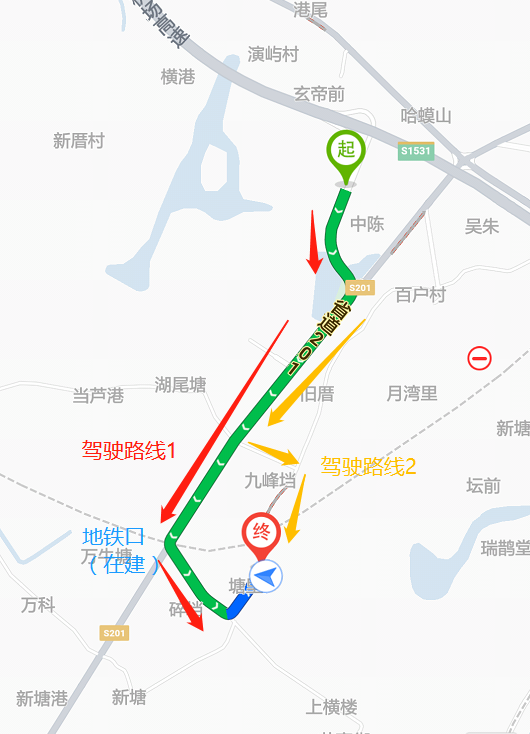 港尾
场高速
演屿村
横港
玄帝前
哈蟆山
新厝村
起
S1531
中陈
吴朱
S201
百户村
省道201
湖尾塘
旧厝
月湾里
当芦港
新塘
驾驶路线1
驾驶路线2
九峰垱
坛前
终
地铁口
（在建）
瑞鹊堂
万科
S201
新塘港
新塘
上横楼